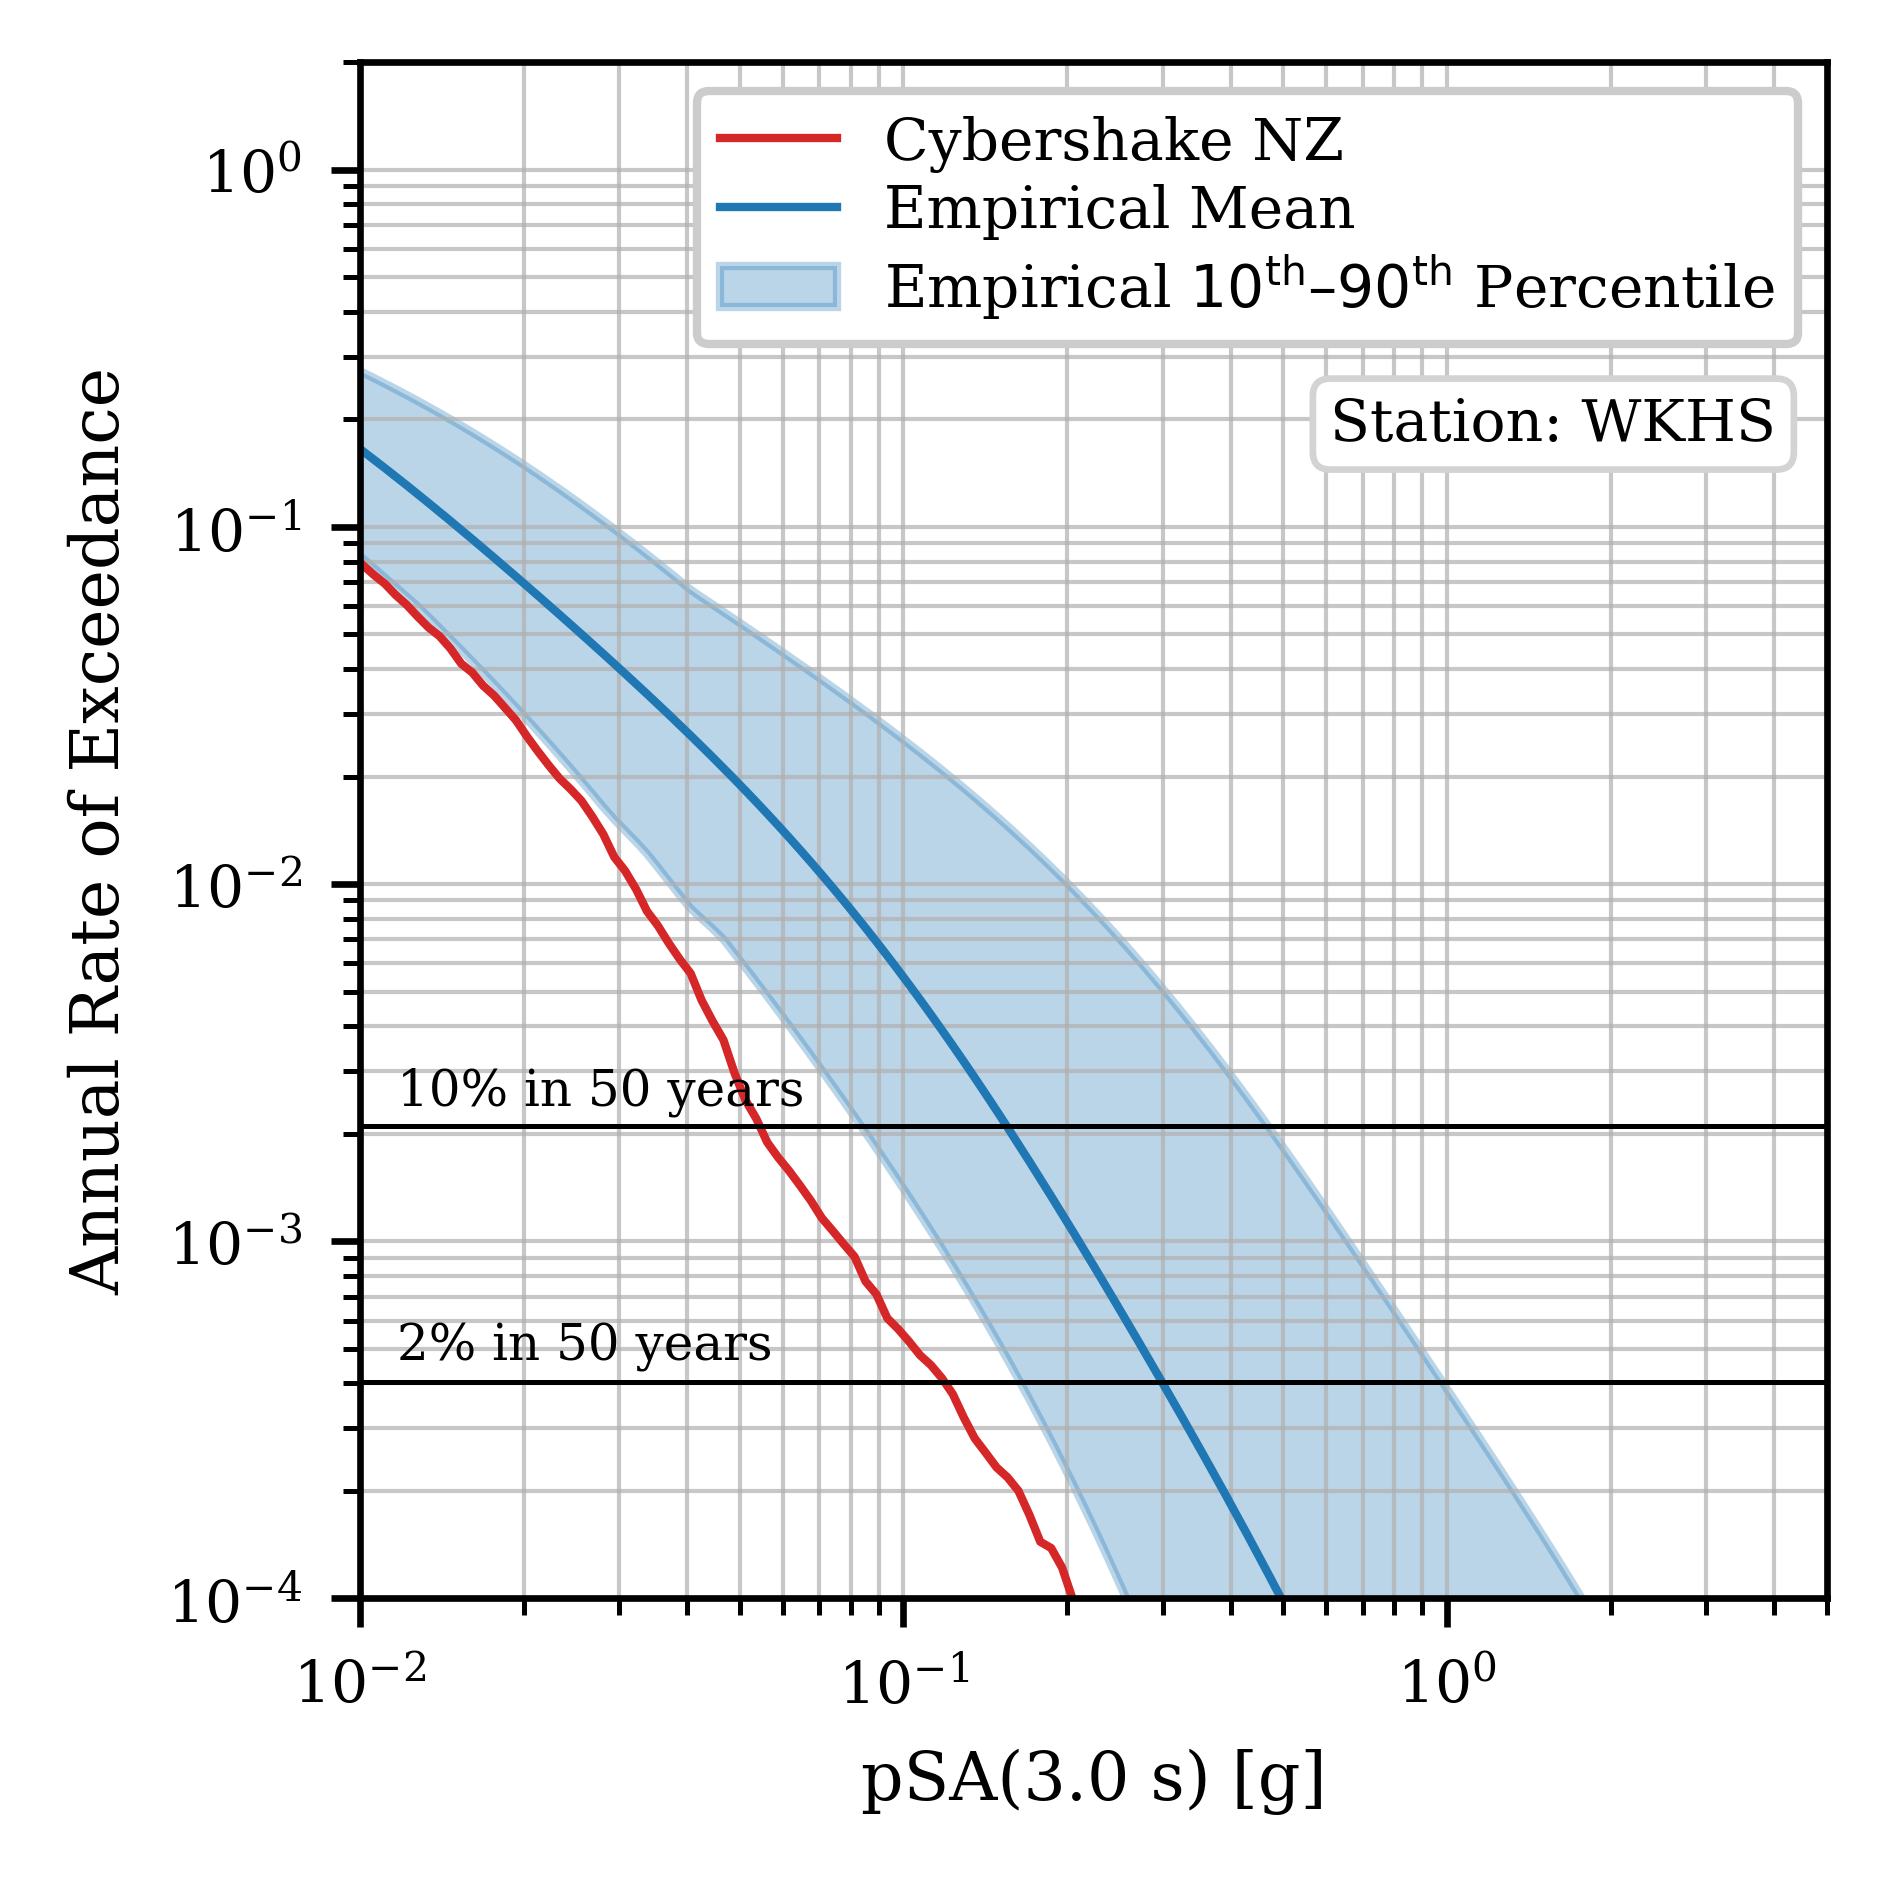 Cybershake NZ
Empirical Mean
Empirical 10ᵗʰ–90ᵗʰ Percentile
Station: WKHS
Annual Rate of Exceedance
10⁰
10⁻¹
10⁻²
10⁻³
10⁻⁴
10% in 50 years
2% in 50 years
10⁻²
10⁻¹
10⁰
pSA(3.0 s) [g]